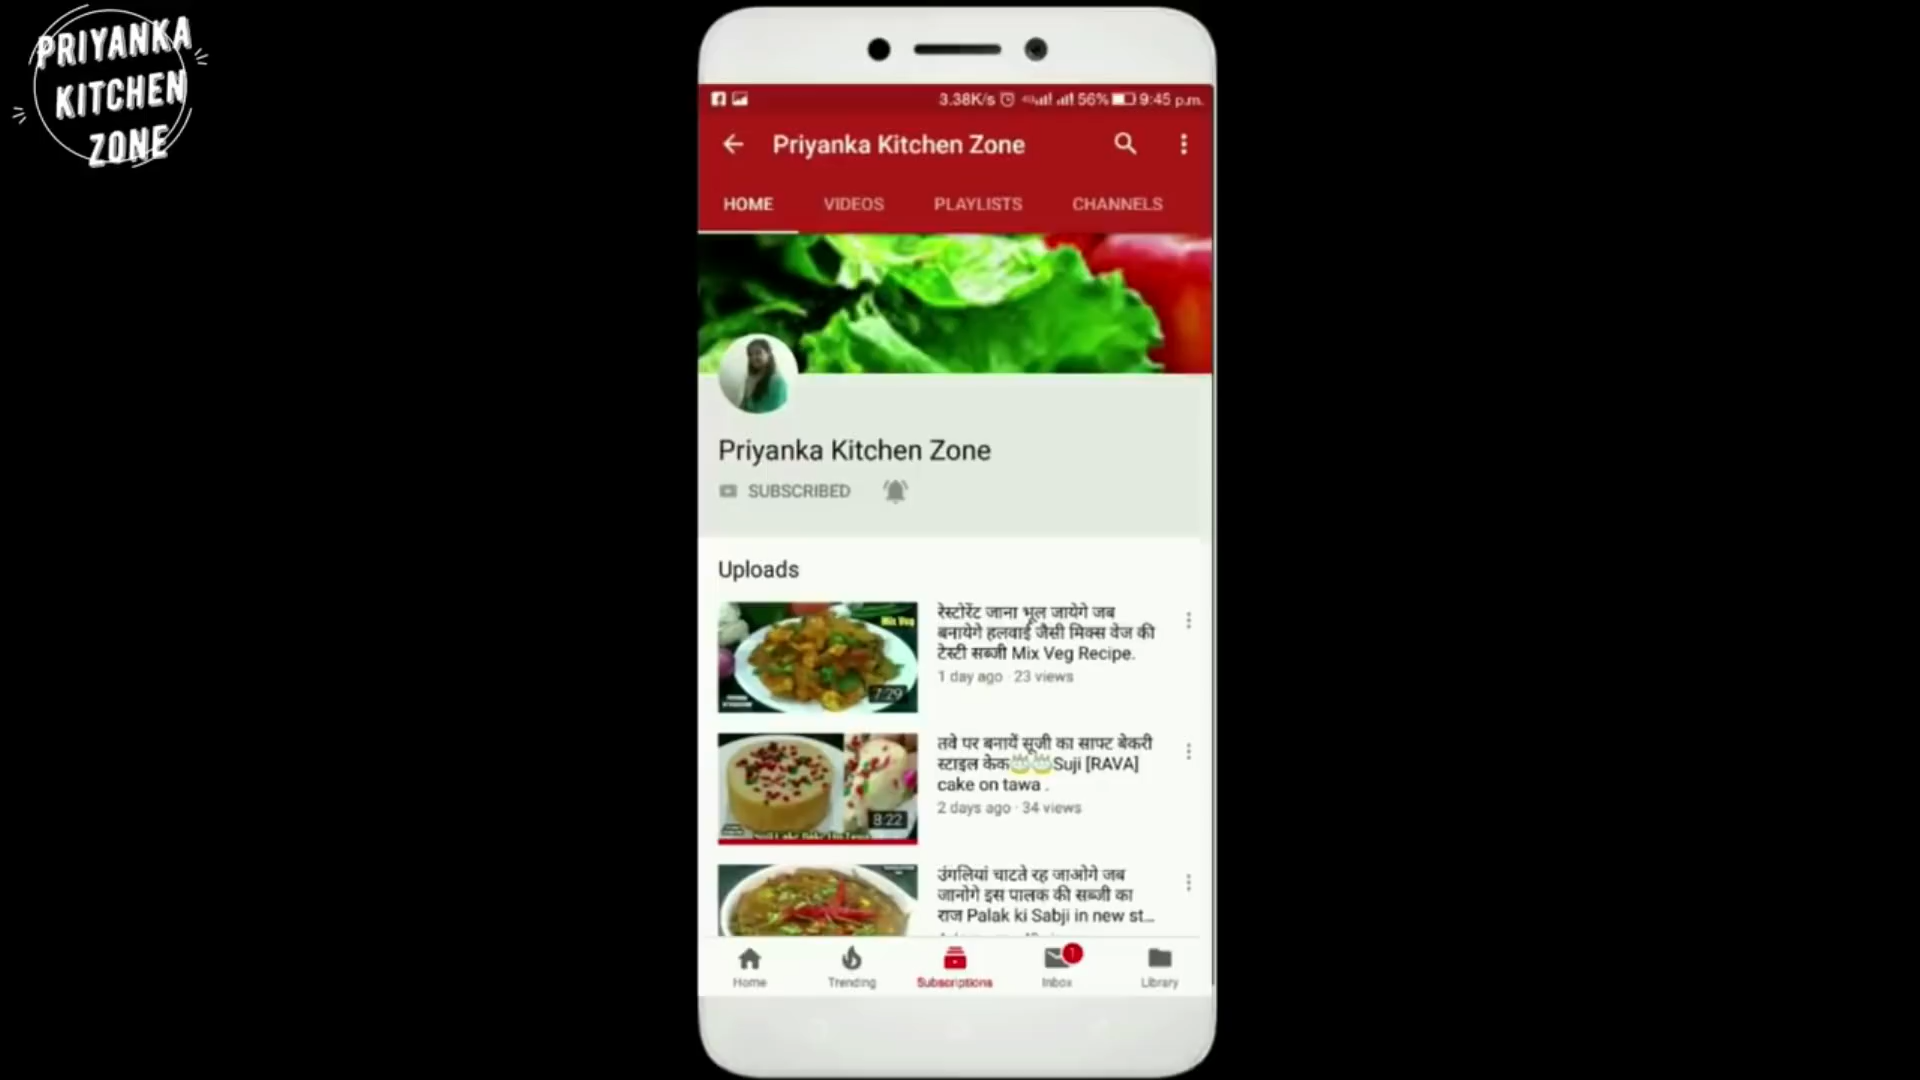 PRIYANKA
KITCHEN
ZONE
3.38K/s 56% 9:45 p.m.
Priyanka Kitchen Zone
HOME VIDEOS PLAYLISTS CHANNELS
Priyanka Kitchen Zone
SUBSCRIBED
Uploads
Mix Veg
7:29
रेस्टोरेंट जाना भूल जायेगे जब
बनायेगे हलवाई जैसी मिक्स वेज की
टेस्टी सब्जी Mix Veg Recipe.
1 day ago · 23 views
8:22
तवे पर बनायें सूजी का साफ्ट बेकरी
स्टाइल केक🎂🎂Suji [RAVA]
cake on tawa .
2 days ago · 34 views
उंगलियां चाटते रह जाओगे जब
जानोगे इस पालक की सब्जी का
राज Palak ki Sabji in new st...
Home Trending Subscriptions Inbox 1 Library